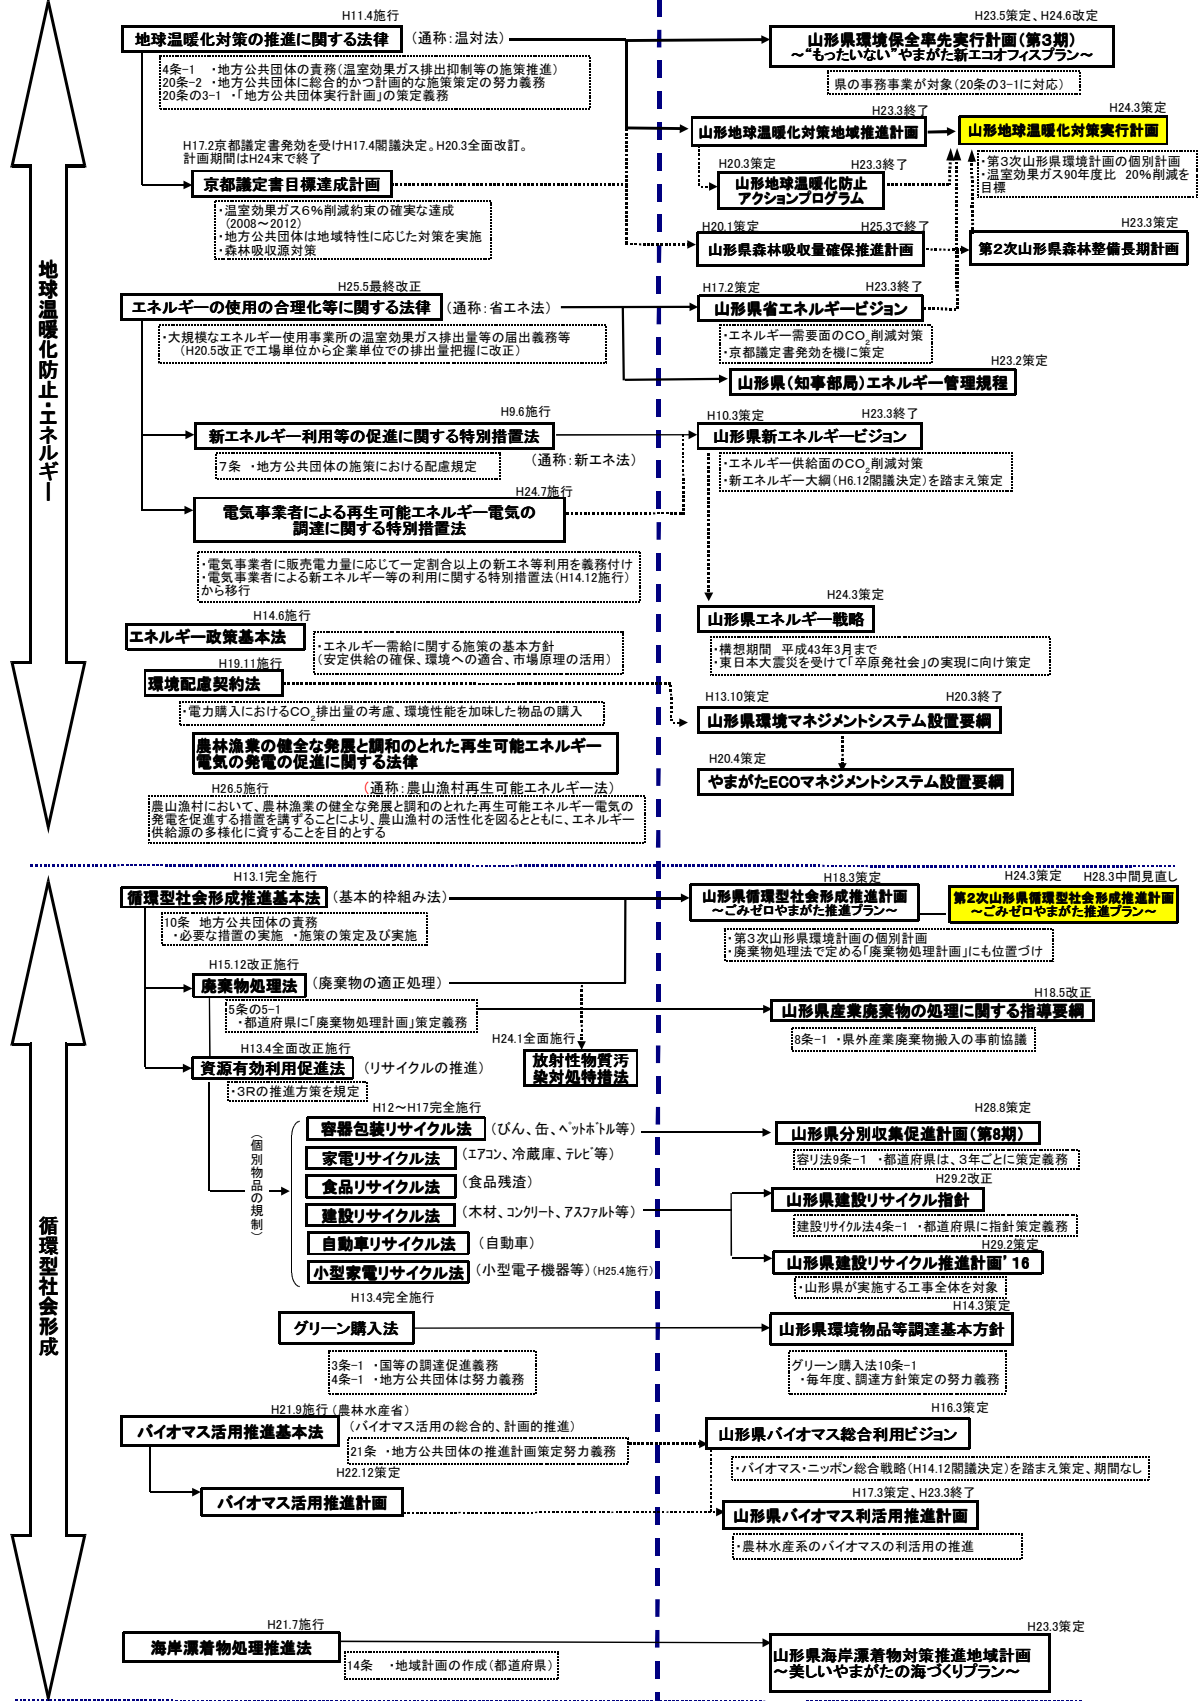 H11.4施行
地球温暖化対策の推進に関する法律
（通称：温対法）
4条-1　・地方公共団体の責務（温室効果ガス排出抑制等の施策推進）
20条-2　・地方公共団体に総合的かつ計画的な施策策定の努力義務
20条の3-1　・「地方公共団体実行計画」の策定義務
H23.5策定、H24.6改定
山形県環境保全率先実行計画（第３期）
～“もったいない”やまがた新エコオフィスプラン～
県の事務事業が対象（20条の3-1に対応）
H23.3終了
山形地球温暖化対策地域推進計画
H24.3策定
山形地球温暖化対策実行計画
・第３次山形県環境計画の個別計画
・温室効果ガス90年度比　20％削減を
目標
H17.2京都議定書発効を受けH17.4閣議決定。H20.3全面改訂。
計画期間はH24末で終了
京都議定書目標達成計画
・温室効果ガス６％削減約束の確実な達成
（2008～2012）
・地方公共団体は地域特性に応じた対策を実施
・森林吸収源対策
H20.3策定
H23.3終了
山形地球温暖化防止
アクションプログラム
H20.1策定
H25.3で終了
山形県森林吸収量確保推進計画
H23.3策定
第２次山形県森林整備長期計画
地球温暖化防止・エネルギー
H25.5最終改正
エネルギーの使用の合理化等に関する法律
（通称：省エネ法）
・大規模なエネルギー使用事業所の温室効果ガス排出量等の届出義務等
（H20.5改正で工場単位から企業単位での排出量把握に改正）
H17.2策定
H23.3終了
山形県省エネルギービジョン
・エネルギー需要面のCO₂削減対策
・京都議定書発効を機に策定
H23.2策定
山形県（知事部局）エネルギー管理規程
H9.6施行
新エネルギー利用等の促進に関する特別措置法
（通称：新エネ法）
７条　・地方公共団体の施策における配慮規定
H10.3策定
H23.3終了
山形県新エネルギービジョン
・エネルギー供給面のCO₂削減対策
・新エネルギー大綱（H6.12閣議決定）を踏まえ策定
H24.7施行
電気事業者による再生可能エネルギー電気の
調達に関する特別措置法
・電気事業者に販売電力量に応じて一定割合以上の新エネ等利用を義務付け
・電気事業者による新エネルギー等の利用に関する特別措置法（H14.12施行）
から移行
H14.6施行
エネルギー政策基本法
・エネルギー需給に関する施策の基本方針
（安定供給の確保、環境への適合、市場原理の活用）
H24.3策定
山形県エネルギー戦略
・構想期間　平成43年3月まで
・東日本大震災を受けて「卒原発社会」の実現に向け策定
H19.11施行
環境配慮契約法
・電力購入におけるCO₂排出量の考慮、環境性能を加味した物品の購入
H13.10策定
H20.3終了
山形県環境マネジメントシステム設置要綱
農林漁業の健全な発展と調和のとれた再生可能エネルギー
電気の発電の促進に関する法律
H20.4策定
やまがたECOマネジメントシステム設置要綱
H26.5施行
（通称：農山漁村再生可能エネルギー法）
農山漁村において、農林漁業の健全な発展と調和のとれた再生可能エネルギー電気の
発電を促進する措置を講ずることにより、農山漁村の活性化を図るとともに、エネルギー
供給源の多様化に資することを目的とする
H13.1完全施行
循環型社会形成推進基本法
（基本的枠組み法）
10条　地方公共団体の責務
・必要な措置の実施　・施策の策定及び実施
H18.3策定
山形県循環型社会形成推進計画
～ごみゼロやまがた推進プラン～
H24.3策定
H28.3中間見直し
第２次山形県循環型社会形成推進計画
～ごみゼロやまがた推進プラン～
・第３次山形県環境計画の個別計画
・廃棄物処理法で定める「廃棄物処理計画」にも位置づけ
H15.12改正施行
廃棄物処理法
（廃棄物の適正処理）
5条の5-1
・都道府県に「廃棄物処理計画」策定義務
H18.5改正
山形県産業廃棄物の処理に関する指導要綱
8条-1　・県外産業廃棄物搬入の事前協議
H24.1全面施行
放射性物質汚
染対処特措法
H13.4全面改正施行
資源有効利用促進法
（リサイクルの推進）
・３Rの推進方策を規定
循環型社会形成
（個別物品の規制）
H12～H17完全施行
容器包装リサイクル法
（びん、缶、ペットボトル等）
家電リサイクル法
（エアコン、冷蔵庫、テレビ等）
食品リサイクル法
（食品残渣）
建設リサイクル法
（木材、コンクリート、アスファルト等）
自動車リサイクル法
（自動車）
小型家電リサイクル法
（小型電子機器等）（H25.4施行）
H28.8策定
山形県分別収集促進計画（第8期）
容リ法9条-1　・都道府県は、３年ごとに策定義務
H29.2改正
山形県建設リサイクル指針
建設リサイクル法4条-1　・都道府県に指針策定義務
H29.2策定
山形県建設リサイクル推進計画’16
・山形県が実施する工事全体を対象
H13.4完全施行
グリーン購入法
3条-1　・国等の調達促進義務
4条-1　・地方公共団体は努力義務
H14.3策定
山形県環境物品等調達基本方針
グリーン購入法10条-1
・毎年度、調達方針策定の努力義務
H21.9施行（農林水産省）
バイオマス活用推進基本法
（バイオマス活用の総合的、計画的推進）
21条　・地方公共団体の推進計画策定努力義務
H16.3策定
山形県バイオマス総合利用ビジョン
・バイオマス・ニッポン総合戦略（H14.12閣議決定）を踏まえ策定、期間なし
H22.12策定
バイオマス活用推進計画
H17.3策定、H23.3終了
山形県バイオマス利活用推進計画
・農林水産系のバイオマスの利活用の推進
H21.7施行
海岸漂着物処理推進法
14条　・地域計画の作成（都道府県）
H23.3策定
山形県海岸漂着物対策推進地域計画
～美しいやまがたの海づくりプラン～